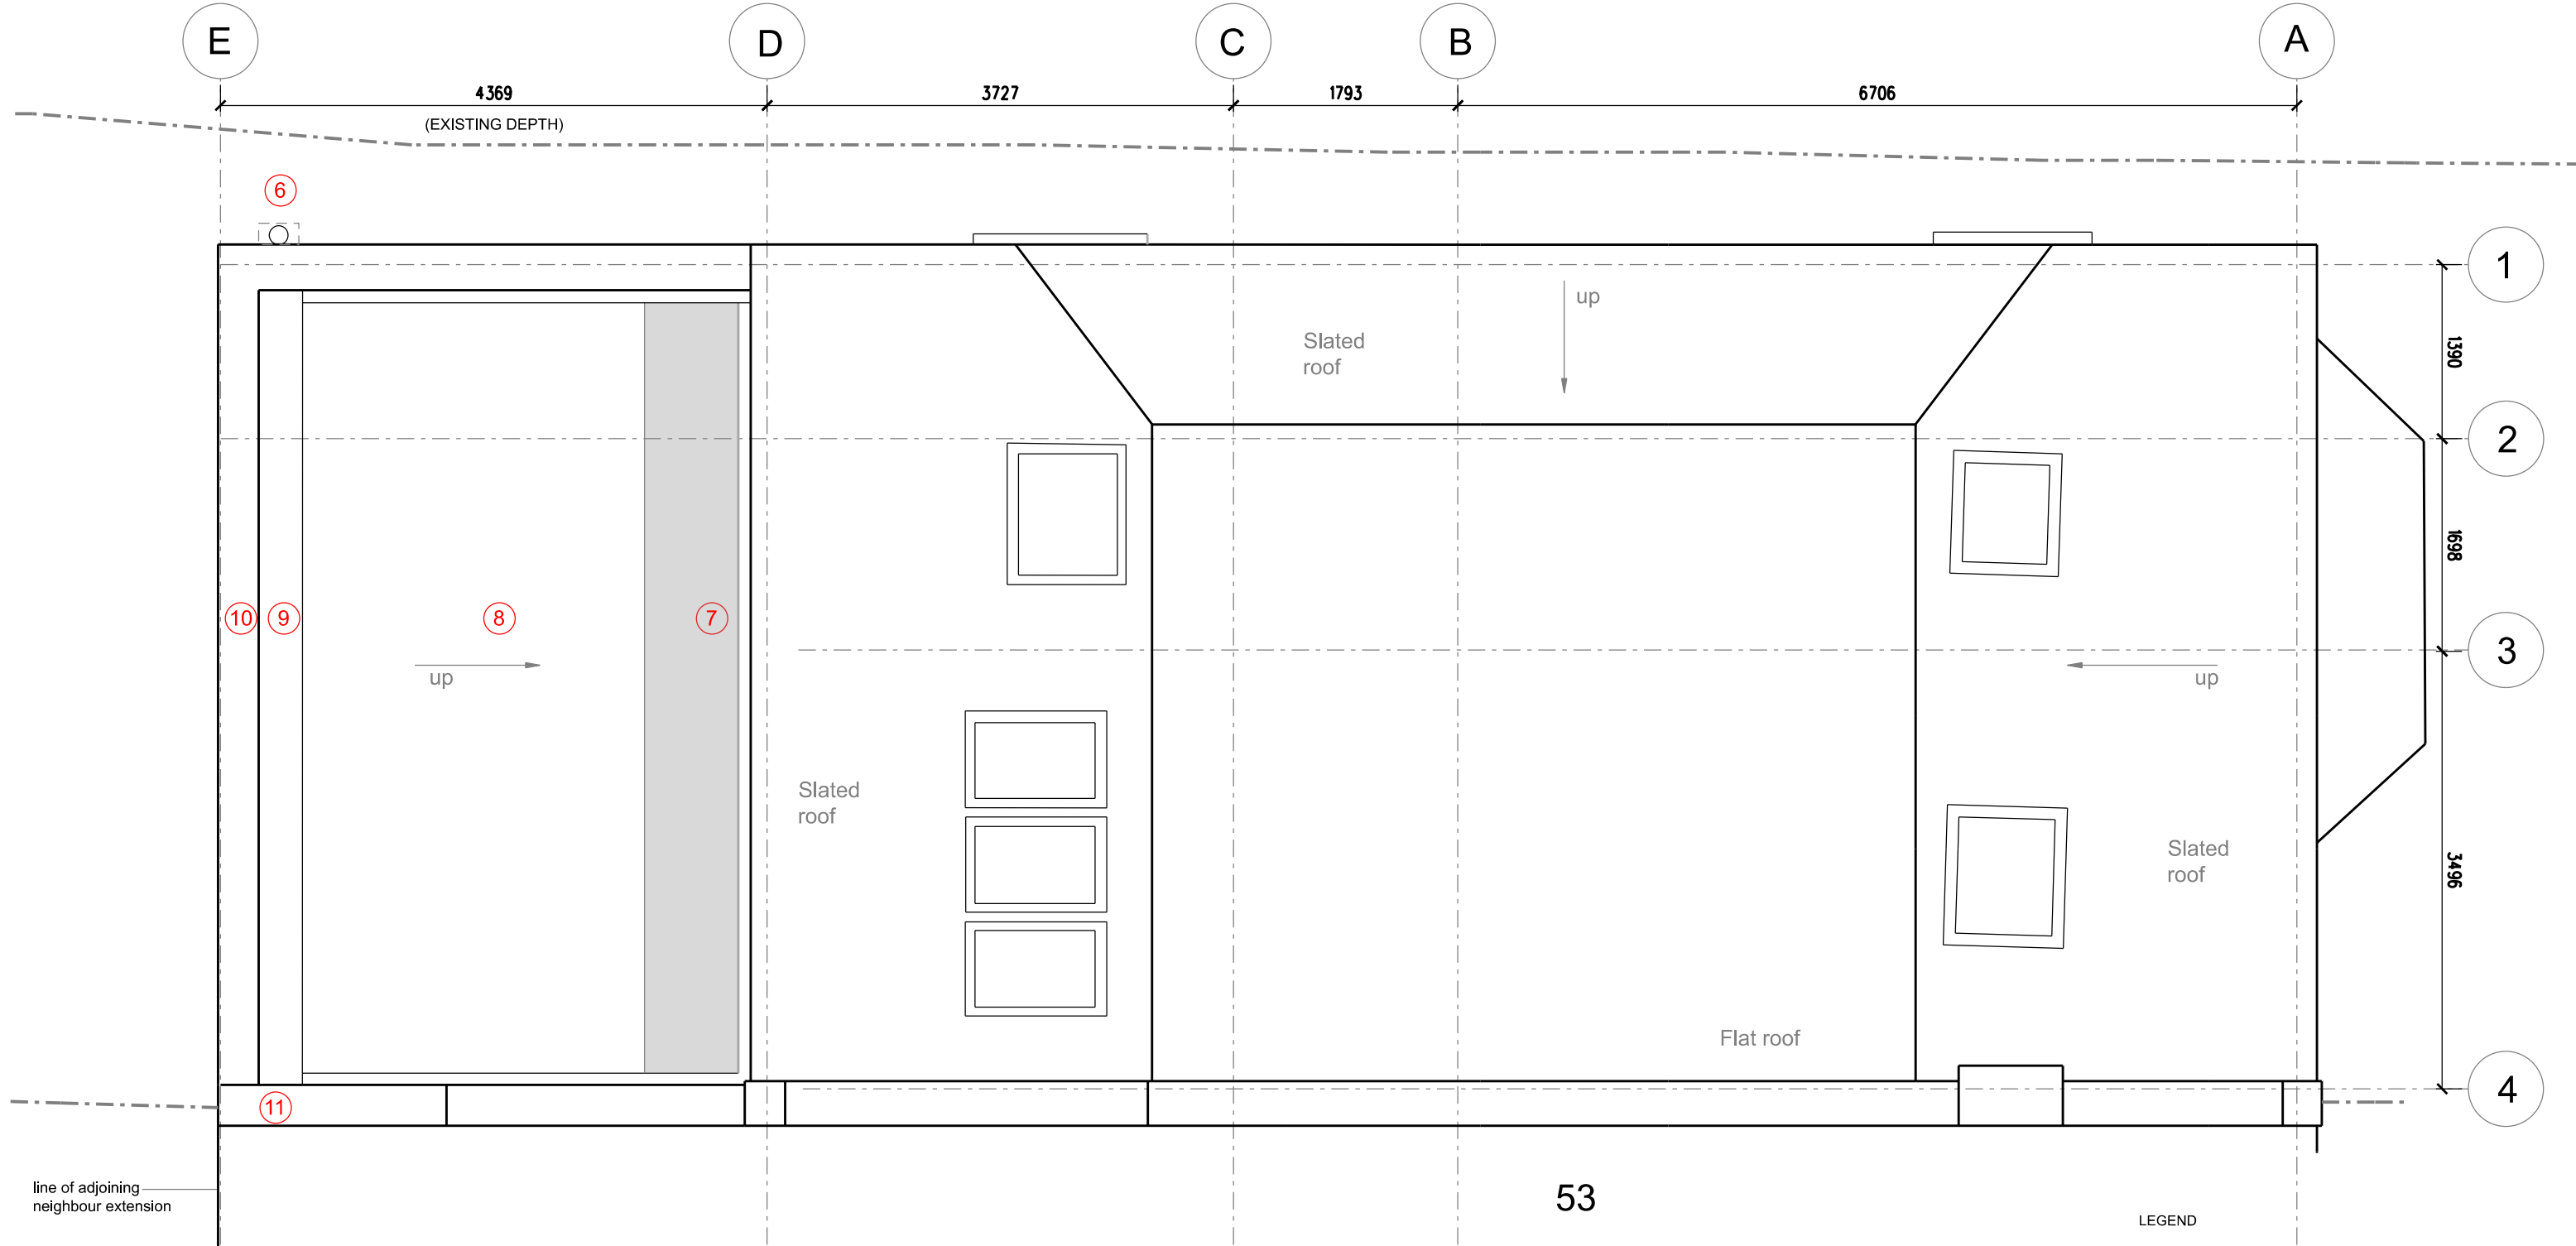 E
D
C
B
A
4369
3727
1793
6706
(EXISTING DEPTH)
6
1
up
Slated
roof
1390
2
1698
10
9
8
7
3
up
up
Slated
roof
Slated
roof
3496
Flat roof
11
4
line of adjoining
neighbour extension
53
LEGEND